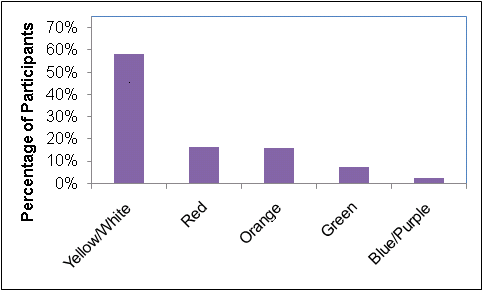 Percentage of Participants
70%
60%
50%
40%
30%
20%
10%
0%
Yellow/White
Red
Orange
Green
Blue/Purple